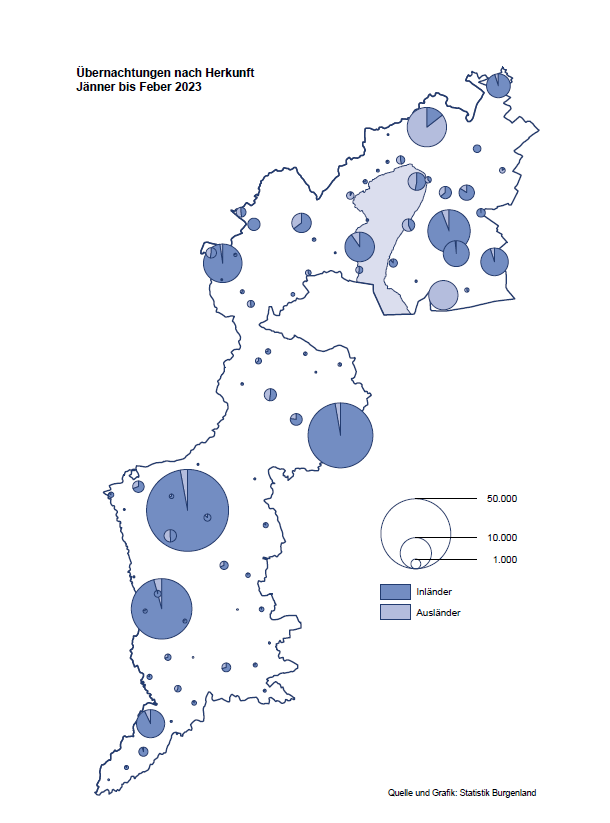 Übernachtungen nach Herkunft
Jänner bis Feber 2023
50.000
10.000
1.000
Inländer
Ausländer
Quelle und Grafik: Statistik Burgenland